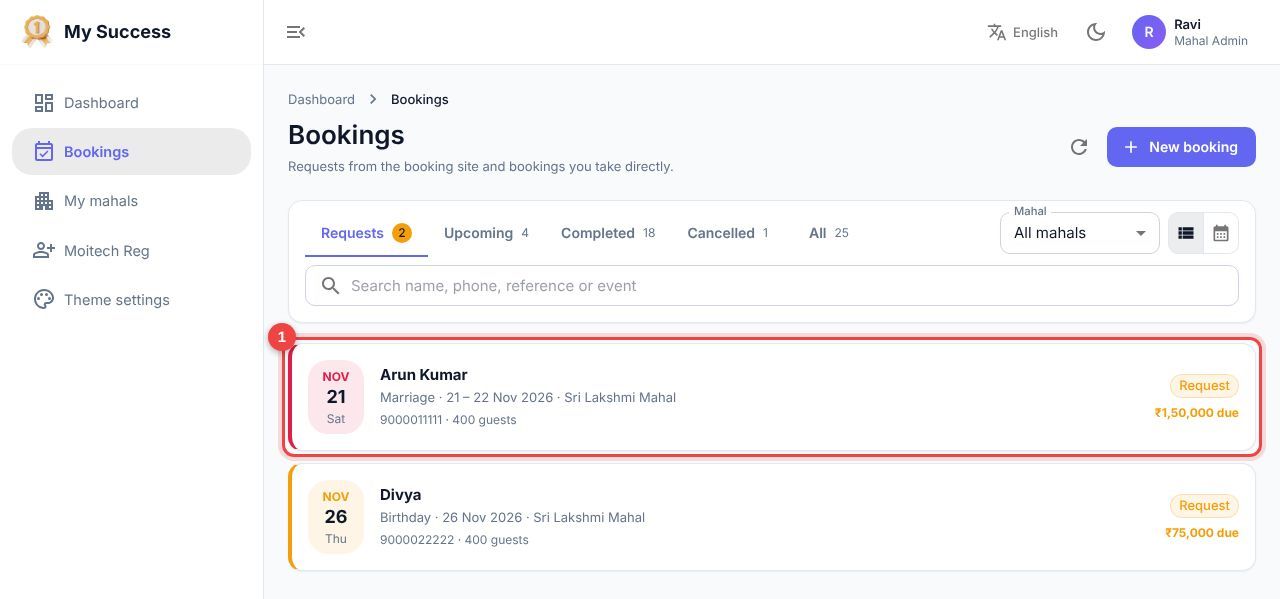 My Success
English
R
Ravi
Mahal Admin
Dashboard
Bookings
My mahals
Moitech Reg
Theme settings
Dashboard > Bookings
Bookings
Requests from the booking site and bookings you take directly.
+ New booking
Requests 2
Upcoming 4
Completed 18
Cancelled 1
All 25
Mahal
All mahals
Search name, phone, reference or event
1
NOV
21
Sat
Arun Kumar
Marriage · 21 – 22 Nov 2026 · Sri Lakshmi Mahal
9000011111 · 400 guests
Request
₹1,50,000 due
NOV
26
Thu
Divya
Birthday · 26 Nov 2026 · Sri Lakshmi Mahal
9000022222 · 400 guests
Request
₹75,000 due